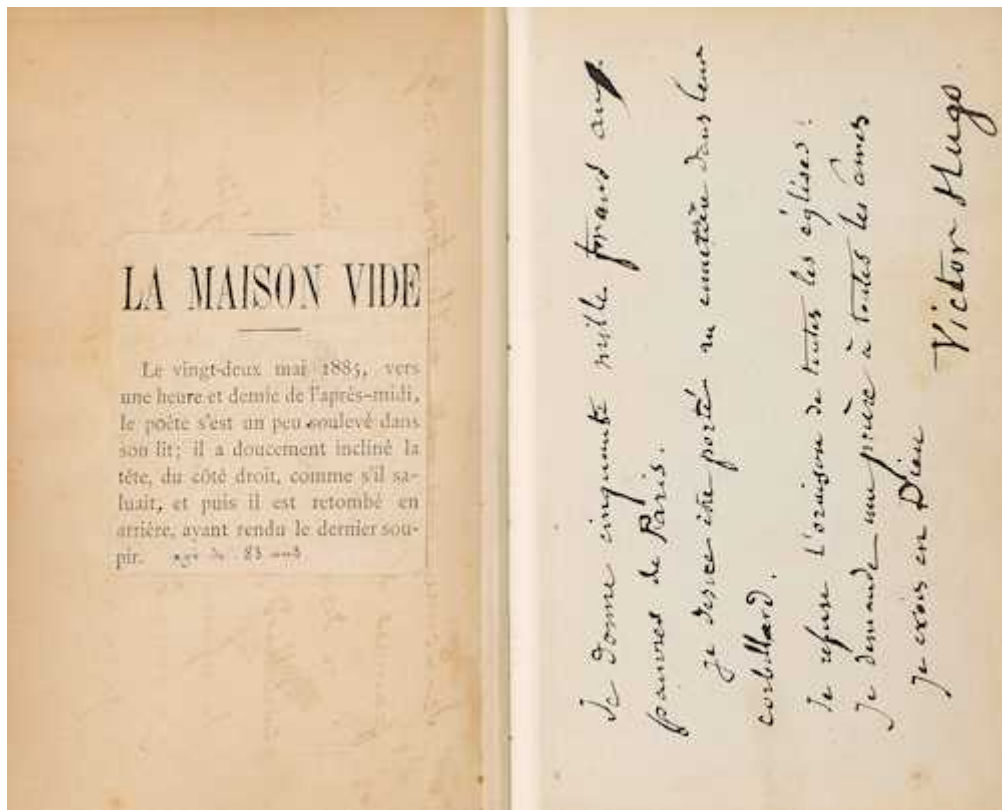 LA MAISON VIDE
Le vingt-deux mai 1885, vers
une heure et demie de l'après-midi,
le poète s'est un peu soulevé dans
son lit; il a doucement incliné la
tête, du côté droit, comme s'il sa-
luait, et puis il est retombé en
arrière, ayant rendu le dernier sou-
pir. agé de 83 ans
Je donne cinquante mille francs aux
pauvres de Paris.
je désire être porté au cimetière dans leur
corbillard.
Je refuse l'oraison de toutes les églises:
Je demande une prière à toutes les âmes
je crois en Dieu
Victor Hugo.